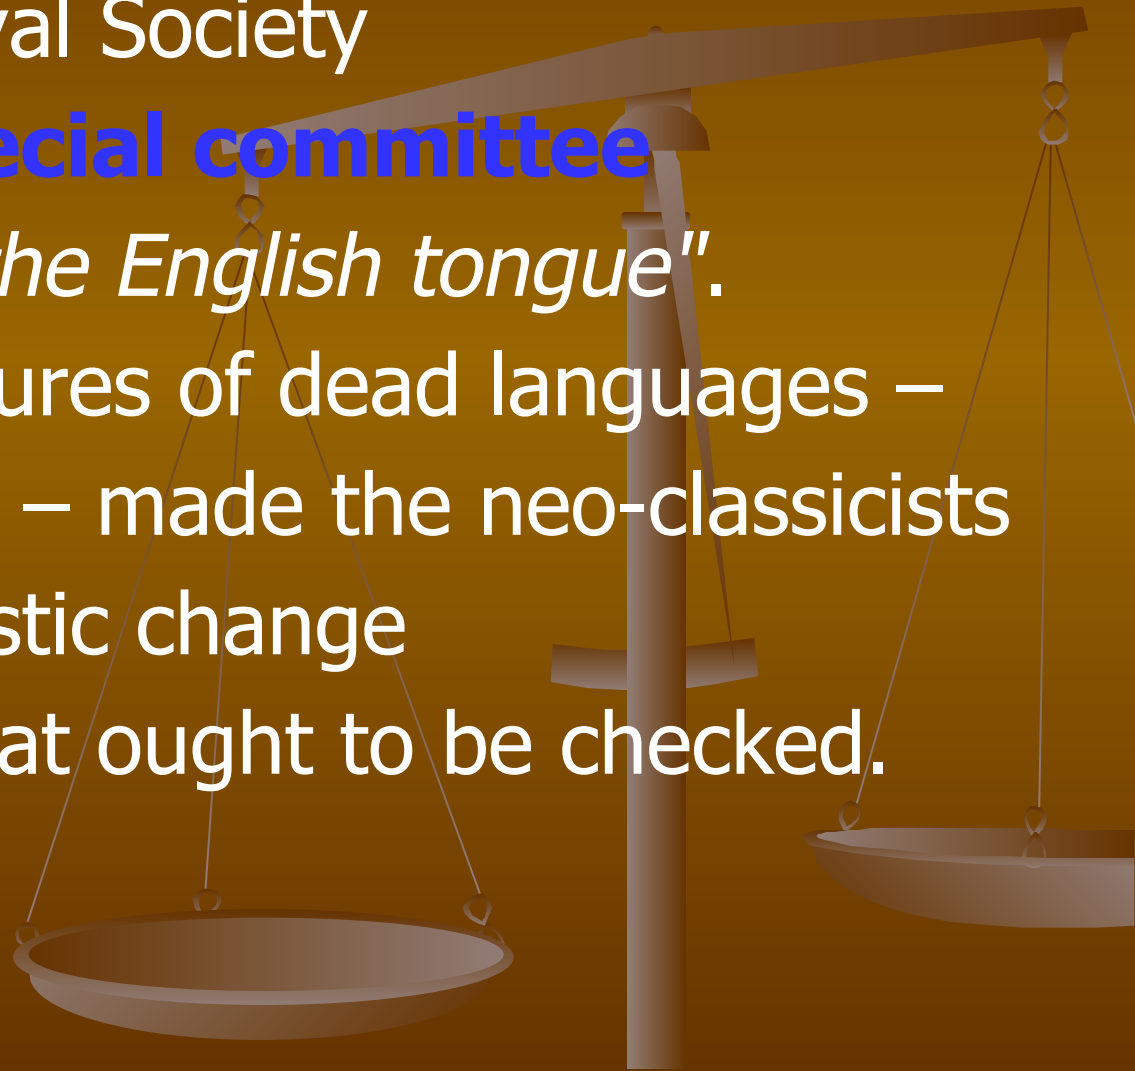 yal Society
ecial committee
he English tongue".
ures of dead languages –
– made the neo-classicists
stic change
at ought to be checked.